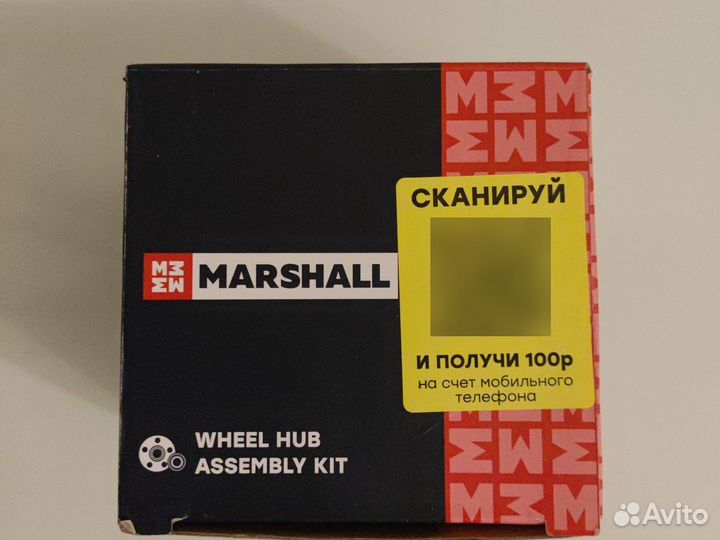 СКАНИРУЙ
MARSHALL
И ПОЛУЧИ 100р
на счет мобильного
телефона
WHEEL HUB
ASSEMBLY KIT
Avito